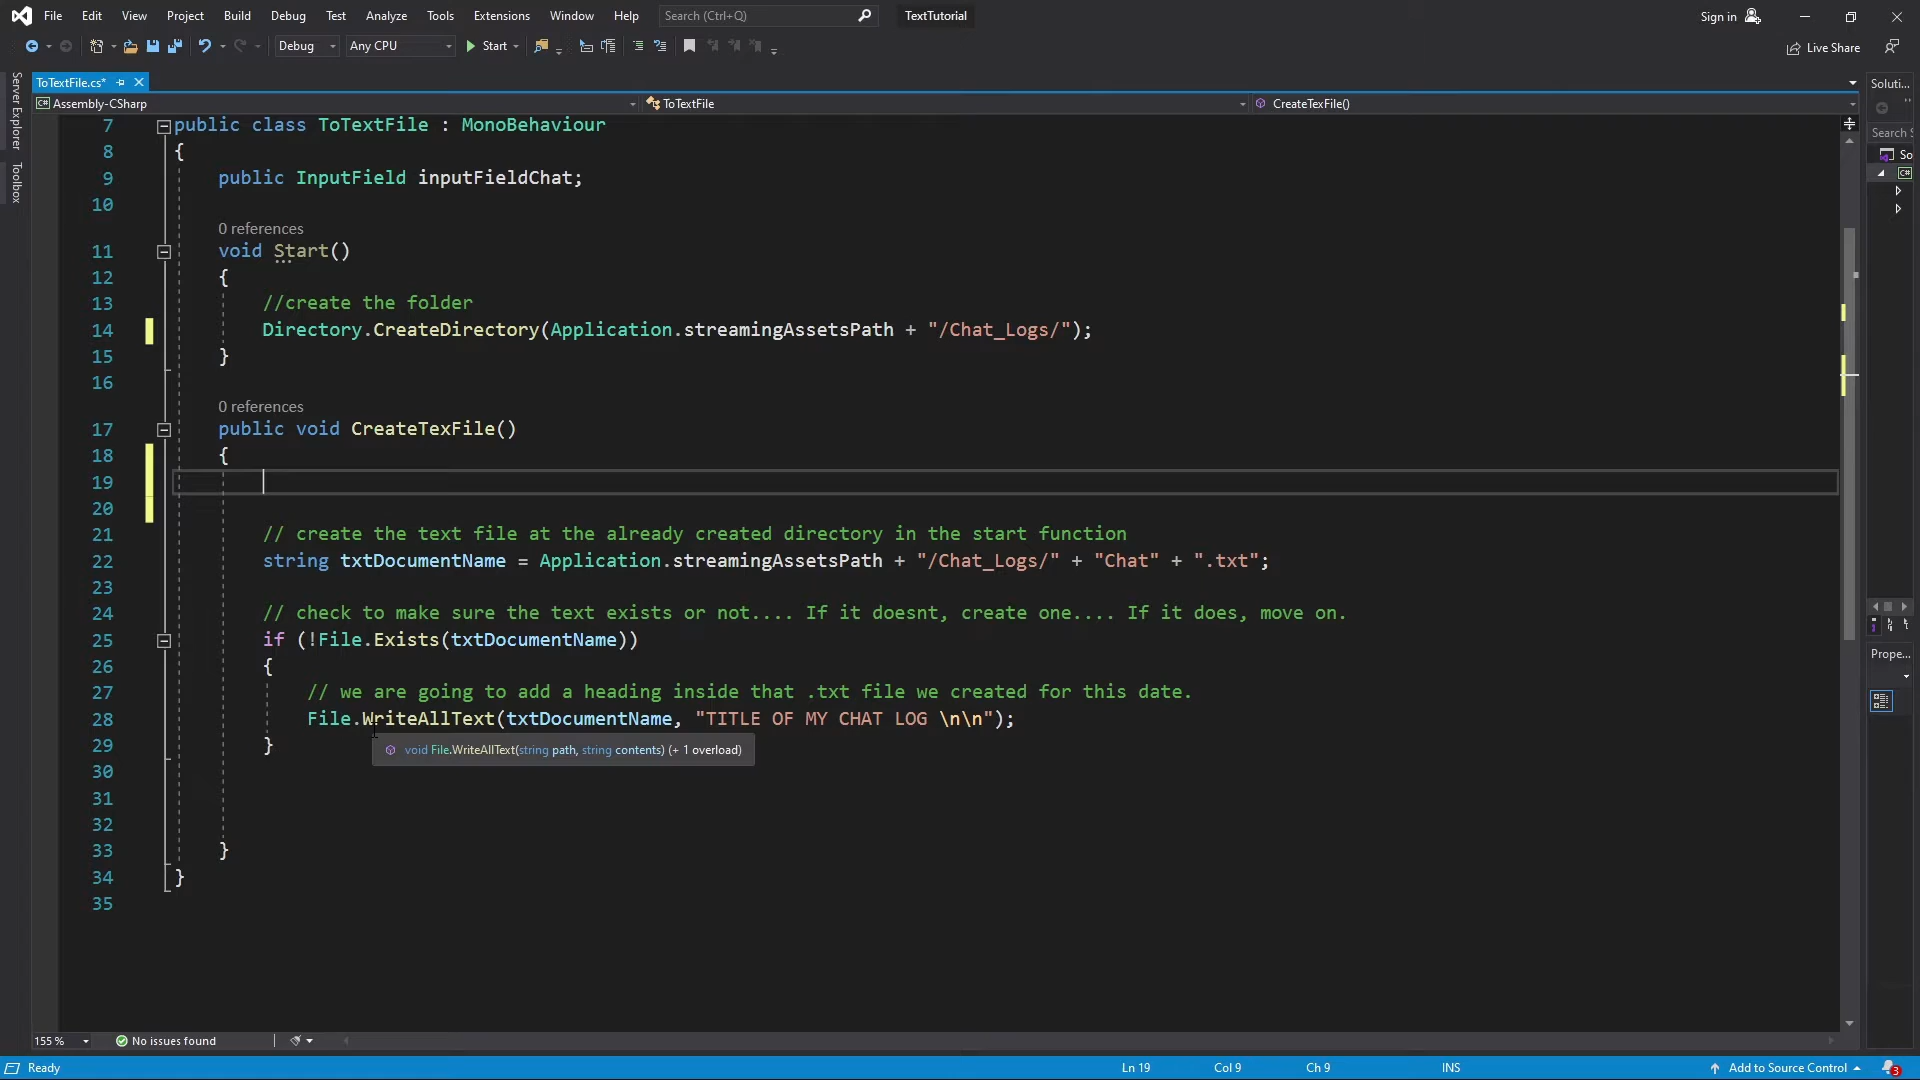 File Edit View Project Build Debug Test Analyze Tools Extensions Window Help Search (Ctrl+Q) TextTutorial Sign in
Debug Any CPU Start Live Share
Server Explorer
Toolbox
ToTextFile.cs*
Soluti...
Assembly-CSharp ToTextFile CreateTexFile()
Search S
So
7 public class ToTextFile : MonoBehaviour
8 {
9 public InputField inputFieldChat;
10
0 references
11 void Start()
12 {
13 //create the folder
14 Directory.CreateDirectory(Application.streamingAssetsPath + "/Chat_Logs/");
15 }
16
0 references
17 public void CreateTexFile()
18 {
19
20
21 // create the text file at the already created directory in the start function
22 string txtDocumentName = Application.streamingAssetsPath + "/Chat_Logs/" + "Chat" + ".txt";
23
24 // check to make sure the text exists or not.... If it doesnt, create one.... If it does, move on.
25 if (!File.Exists(txtDocumentName))
26 {
27 // we are going to add a heading inside that .txt file we created for this date.
28 File.WriteAllText(txtDocumentName, "TITLE OF MY CHAT LOG \n\n");
29 }
void File.WriteAllText(string path, string contents) (+ 1 overload)
30
31
32
33 }
34 }
35
Prope...
155 % No issues found
Ready Ln 19 Col 9 Ch 9 INS Add to Source Control 3